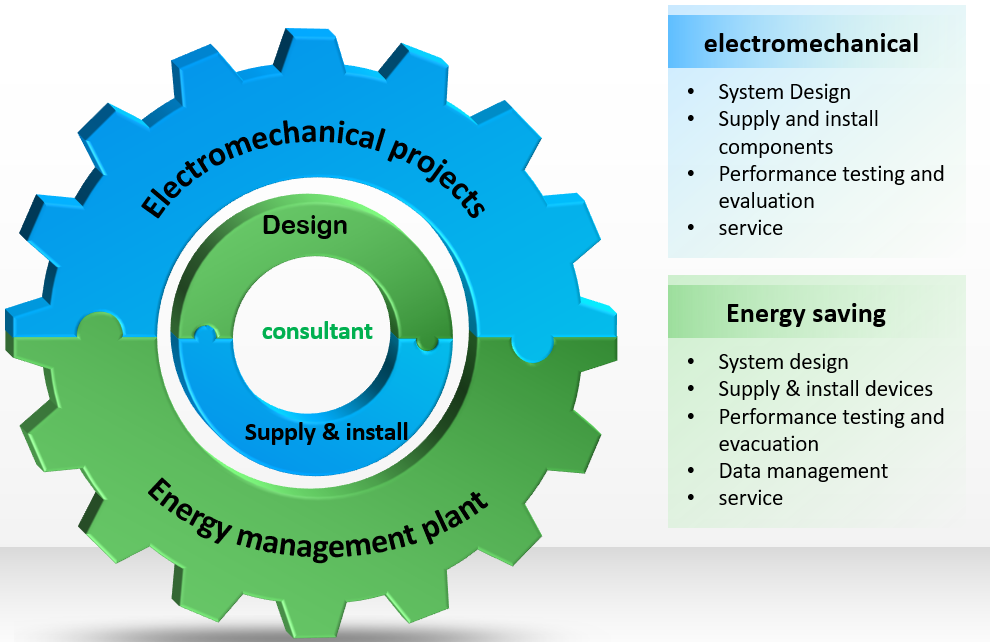 Electromechanical projects
Design
consultant
Supply & install
Energy management plant
electromechanical
• System Design
• Supply and install
components
• Performance testing and
evaluation
• service
Energy saving
• System design
• Supply & install devices
• Performance testing and
evacuation
• Data management
• service